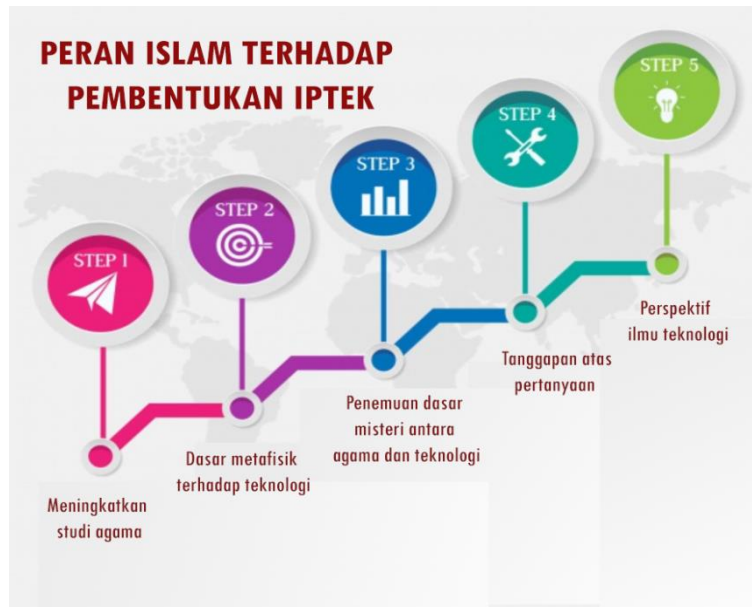 PERAN ISLAM TERHADAP
PEMBENTUKAN IPTEK
STEP 1
Meningkatkan
studi agama
STEP 2
Dasar metafisik
terhadap teknologi
STEP 3
Penemuan dasar
misteri antara
agama dan teknologi
STEP 4
Tanggapan atas
pertanyaan
STEP 5
Perspektif
ilmu teknologi